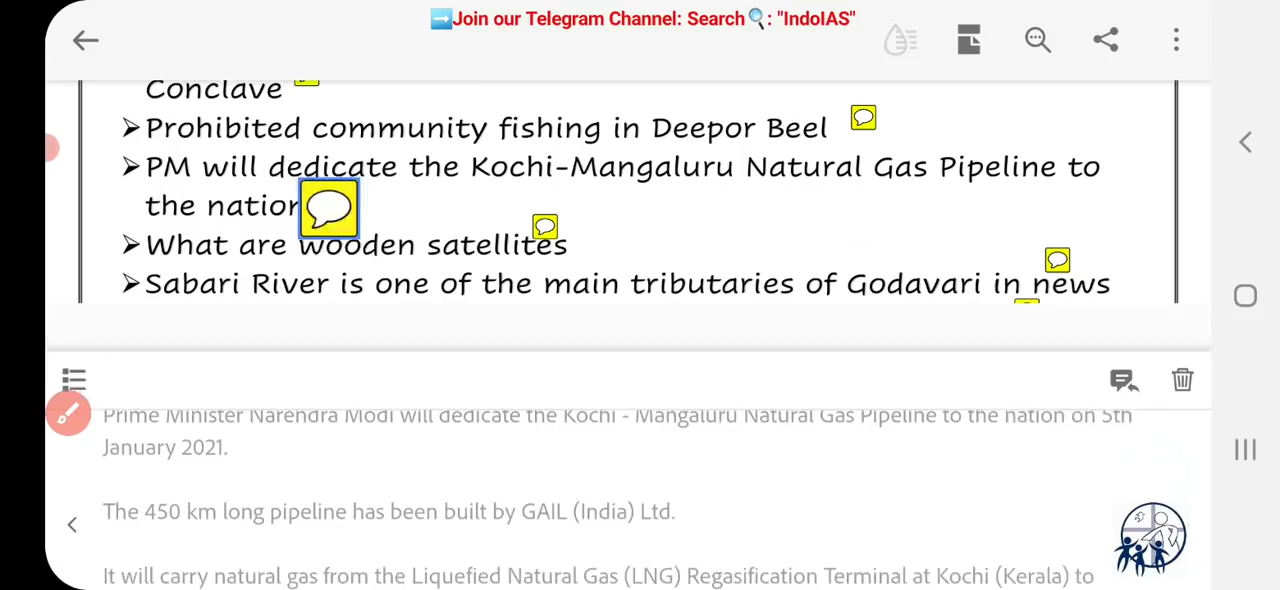 ➡️Join our Telegram Channel: Search🔍: "IndoIAS"
Conclave
➢Prohibited community fishing in Deepor Beel
➢PM will dedicate the Kochi-Mangaluru Natural Gas Pipeline to
the nation
➢What are wooden satellites
➢Sabari River is one of the main tributaries of Godavari in news
Prime Minister Narendra Modi will dedicate the Kochi - Mangaluru Natural Gas Pipeline to the nation on 5th
January 2021.
The 450 km long pipeline has been built by GAIL (India) Ltd.
It will carry natural gas from the Liquefied Natural Gas (LNG) Regasification Terminal at Kochi (Kerala) to